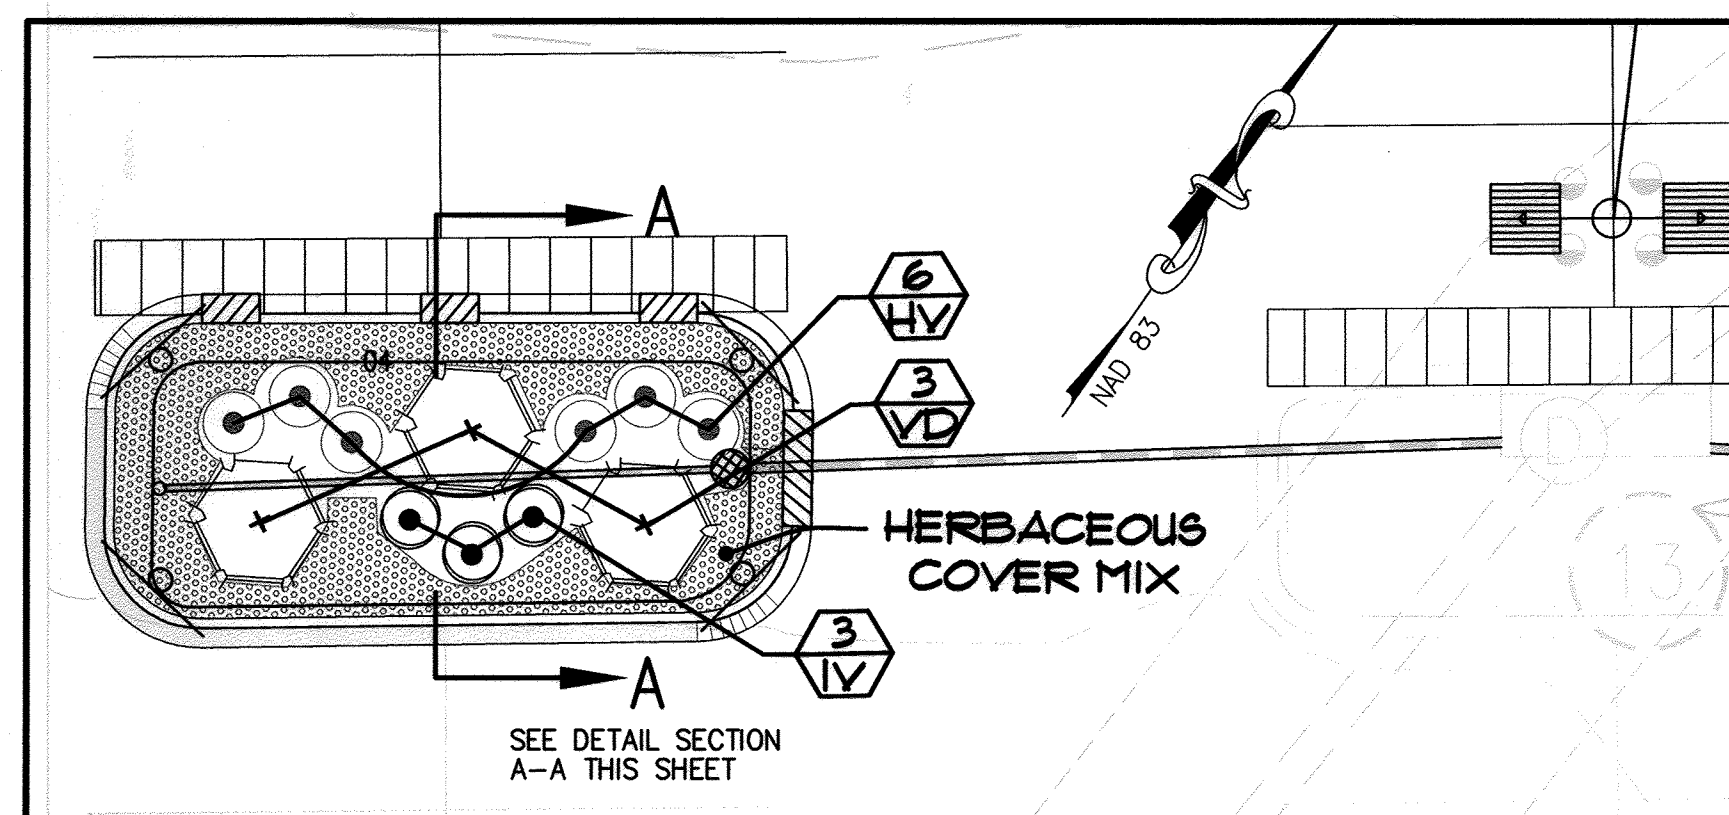 A
6
HV
NAD 83
04
3
VD
D
HERBACEOUS
COVER MIX
13
3
IV
A
SEE DETAIL SECTION
A-A THIS SHEET